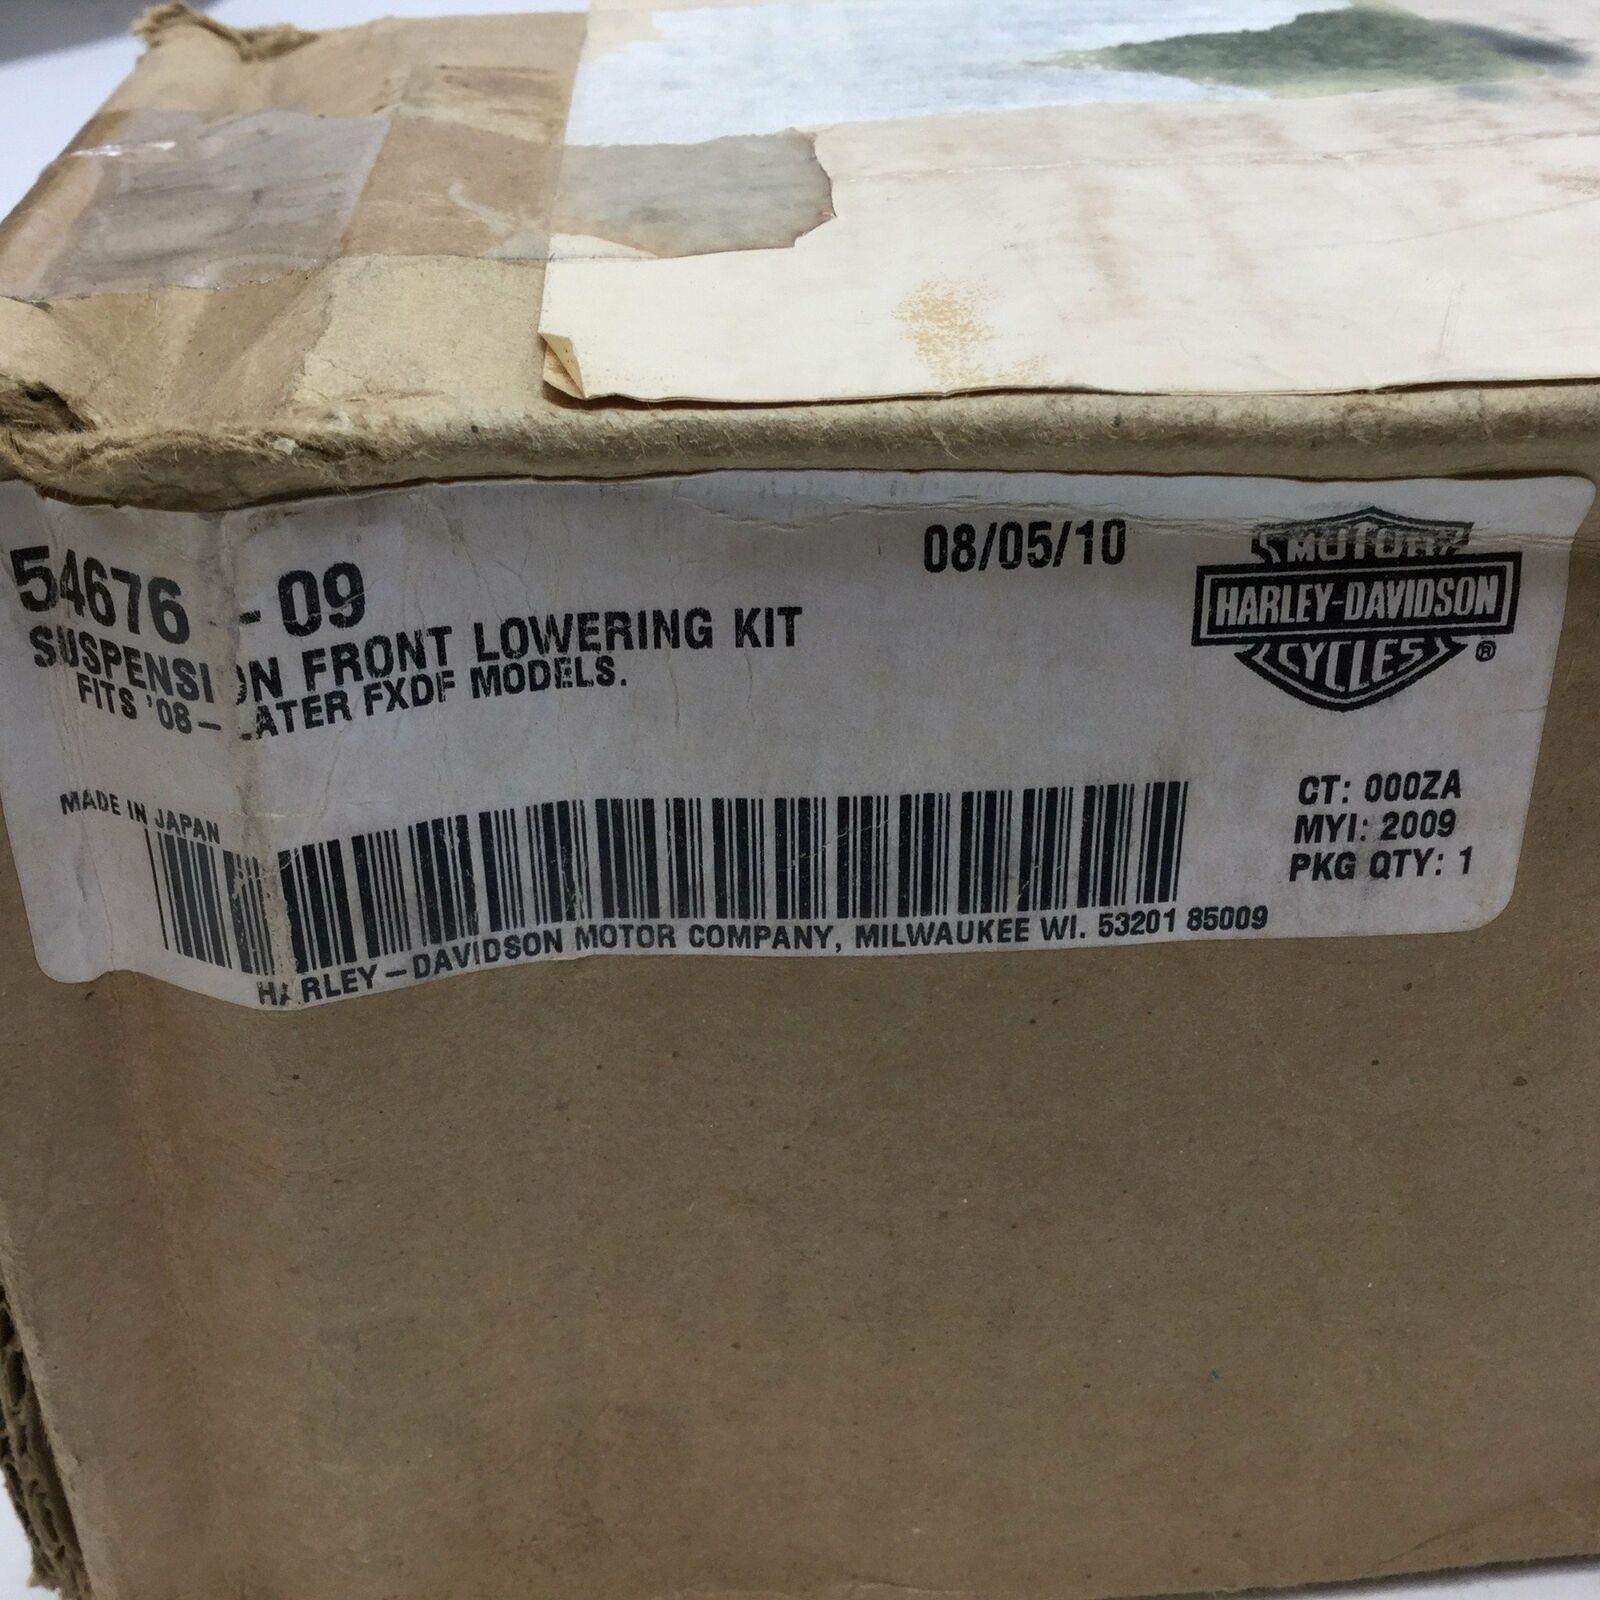 54676-09
08/05/10
SUSPENSION FRONT LOWERING KIT
FITS '08-LATER FXDF MODELS.
MOTOR
HARLEY-DAVIDSON
CYCLES
®
MADE IN JAPAN
CT: 000ZA
MYI: 2009
PKG QTY: 1
HARLEY-DAVIDSON MOTOR COMPANY, MILWAUKEE WI. 53201 85009